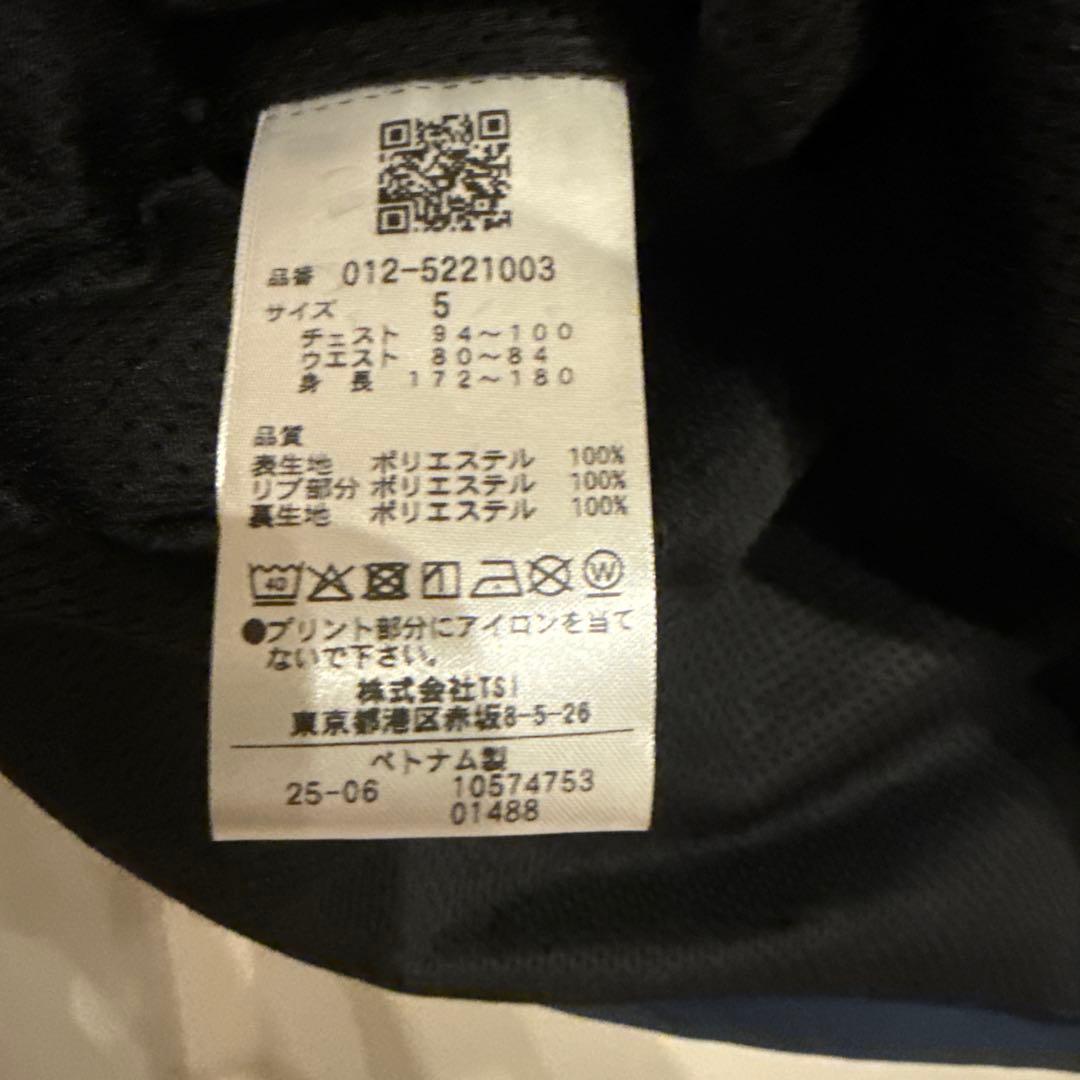 品番 012-5221003
サイズ 5
チェスト 94〜100
ウエスト 80〜84
身長 172〜180
品質
表生地 ポリエステル 100%
リブ部分 ポリエステル 100%
裏生地 ポリエステル 100%
40 W
●プリント部分にアイロンを当て
ないで下さい。
株式会社TSI
東京都港区赤坂8-5-26
ベトナム製
25-06 10574753
01488